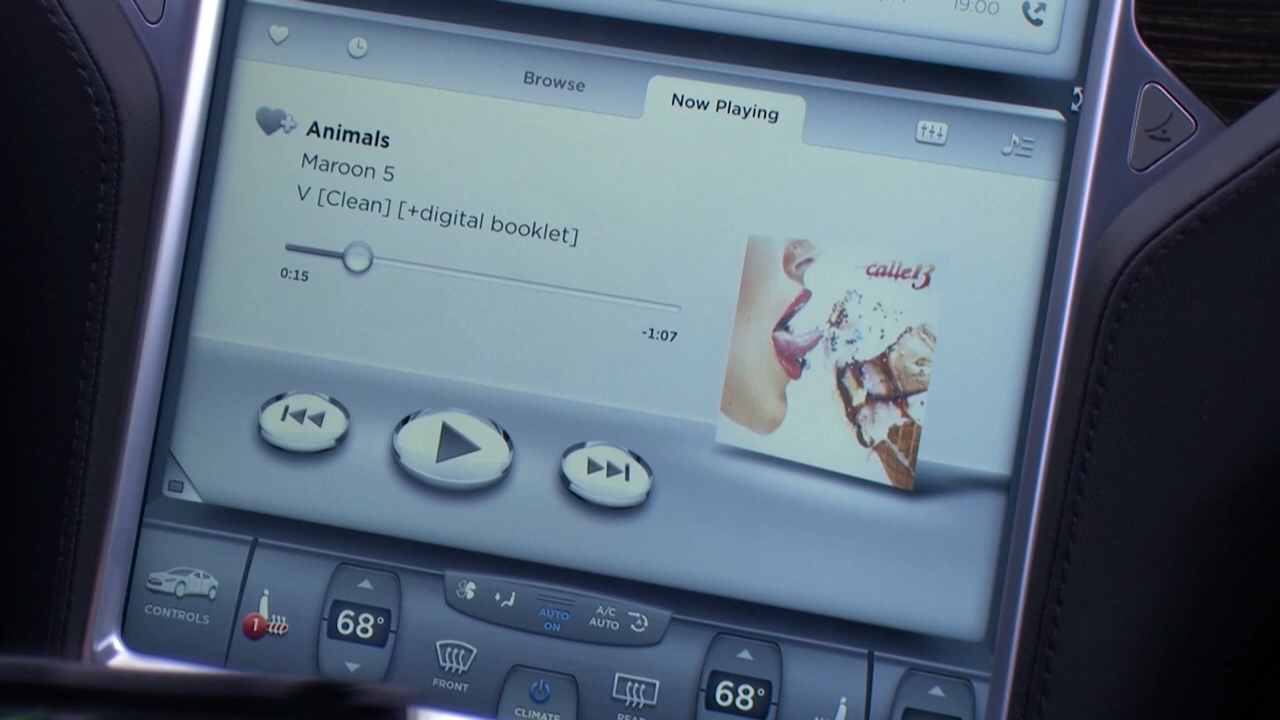 19:00
Browse
Now Playing
Animals
Maroon 5
V [Clean] [+digital booklet]
calle13
0:15
-1:07
CONTROLS
1
68°
AUTO
ON
A/C
AUTO
FRONT
CLIMATE
REAR
68°